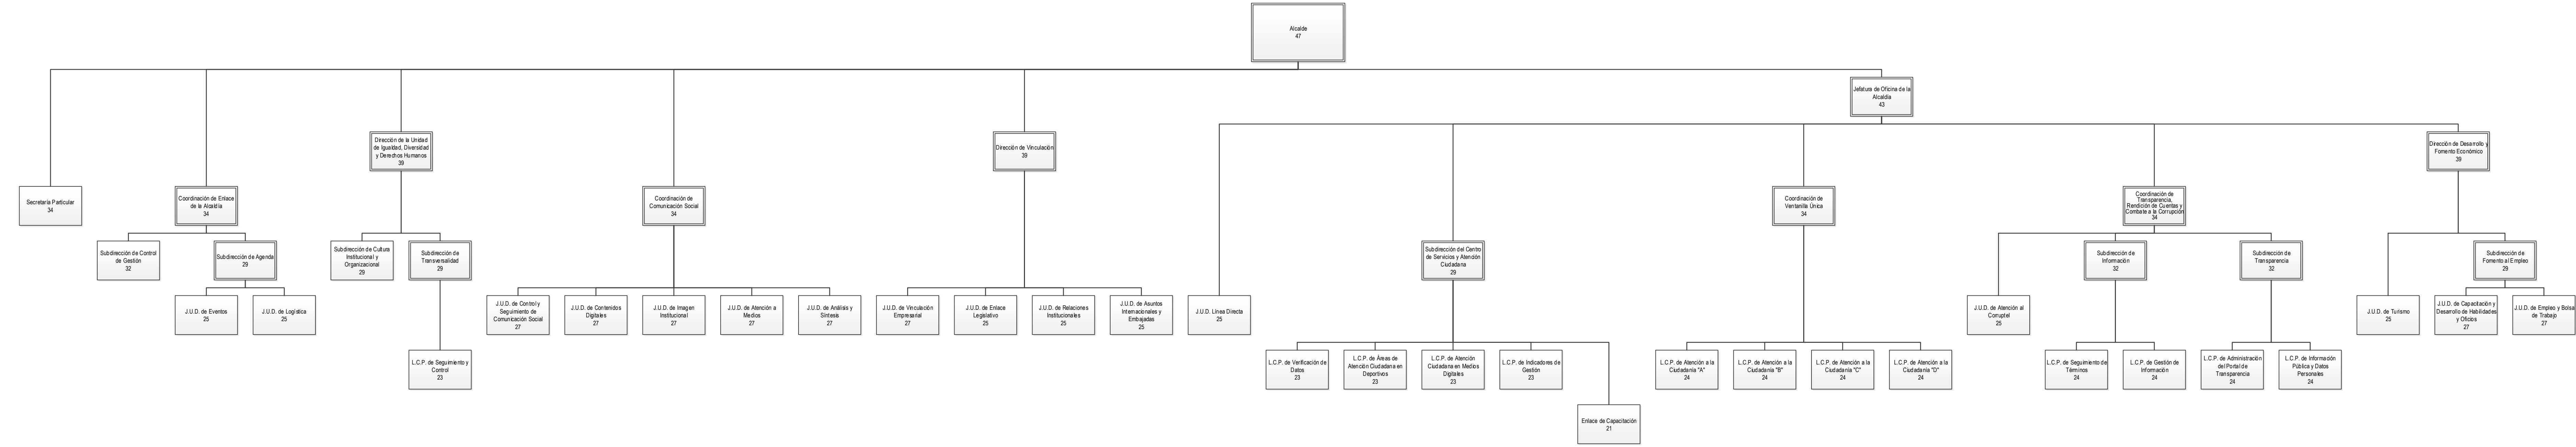 Alcalde
47
Jefatura de Oficina de la
Alcaldía
43
Dirección de la Unidad
de Igualdad, Diversidad
y Derechos Humanos
39
Dirección de Vinculación
39
Dirección de Desarrollo y
Fomento Económico
39
Secretaría Particular
34
Coordinación de Enlace
de la Alcaldía
34
Coordinación de
Comunicación Social
34
Coordinación de
Ventanilla Única
34
Coordinación de
Transparencia,
Rendición de Cuentas y
Combate a la Corrupción
34
Subdirección de Control
de Gestión
32
Subdirección de Agenda
29
Subdirección de Cultura
Institucional y
Organizacional
29
Subdirección de
Transversalidad
29
Subdirección del Centro
de Servicios y Atención
Ciudadana
29
Subdirección de
Información
32
Subdirección de
Transparencia
32
Subdirección de
Fomento al Empleo
29
J.U.D. de Eventos
25
J.U.D. de Logística
25
J.U.D. de Control y
Seguimiento de
Comunicación Social
27
J.U.D. de Contenidos
Digitales
27
J.U.D. de Imagen
Institucional
27
J.U.D. de Atención a
Medios
27
J.U.D. de Análisis y
Síntesis
27
J.U.D. de Vinculación
Empresarial
27
J.U.D. de Enlace
Legislativo
25
J.U.D. de Relaciones
Institucionales
25
J.U.D. de Asuntos
Internacionales y
Embajadas
25
J.U.D. Línea Directa
25
J.U.D. de Atención al
Corruptel
25
J.U.D. de Turismo
25
J.U.D. de Capacitación y
Desarrollo de Habilidades
y Oficios
27
J.U.D. de Empleo y Bolsa
de Trabajo
27
L.C.P. de Seguimiento y
Control
23
L.C.P. de Verificación de
Datos
23
L.C.P. de Áreas de
Atención Ciudadana en
Deportivos
23
L.C.P. de Atención
Ciudadana en Medios
Digitales
23
L.C.P. de Indicadores de
Gestión
23
L.C.P. de Atención a la
Ciudadanía "A"
24
L.C.P. de Atención a la
Ciudadanía "B"
24
L.C.P. de Atención a la
Ciudadanía "C"
24
L.C.P. de Atención a la
Ciudadanía "D"
24
L.C.P. de Seguimiento de
Términos
24
L.C.P. de Gestión de
Información
24
L.C.P. de Administración
del Portal de
Transparencia
24
L.C.P. de Información
Pública y Datos
Personales
24
Enlace de Capacitación
21